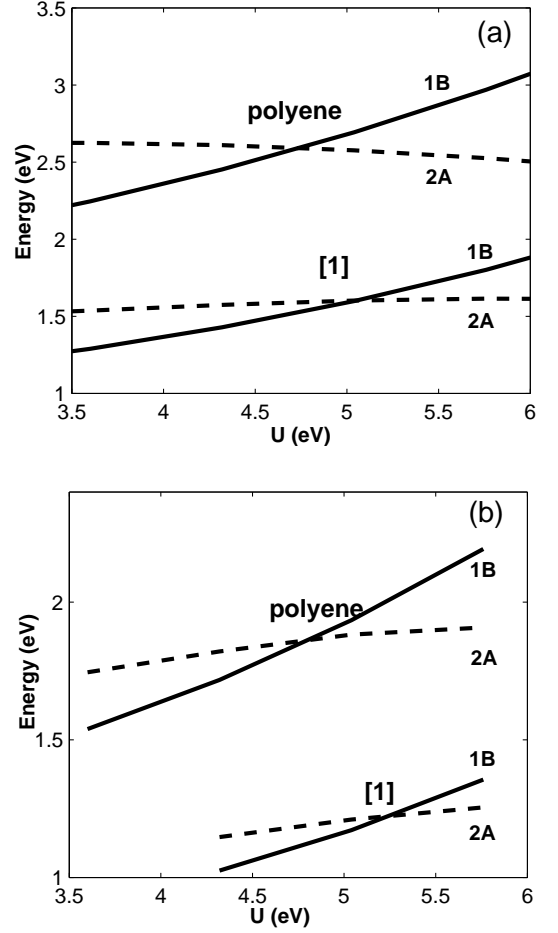 (a)
3.5
3
2.5
2
1.5
1
Energy (eV)
1B
polyene
2A
[1]
1B
2A
3.5 4 4.5 5 5.5 6
U (eV)
(b)
2
1.5
1
Energy (eV)
1B
polyene
2A
1B
[1]
2A
3.5 4 4.5 5 5.5 6
U (eV)